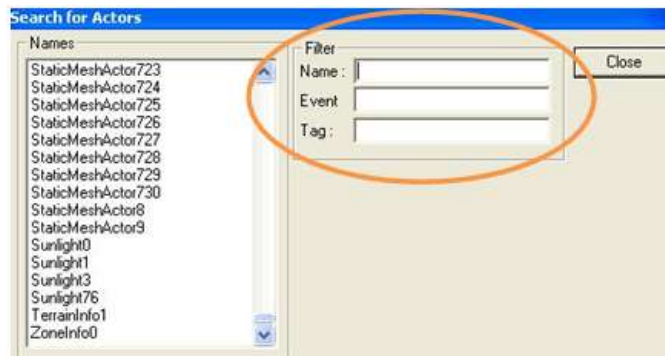 Search for Actors
Names
StaticMeshActor723
StaticMeshActor724
StaticMeshActor725
StaticMeshActor726
StaticMeshActor727
StaticMeshActor728
StaticMeshActor729
StaticMeshActor730
StaticMeshActor8
StaticMeshActor9
Sunlight0
Sunlight1
Sunlight3
Sunlight76
TerrainInfo1
ZoneInfo0
Filter
Name :
Event
Tag :
Close